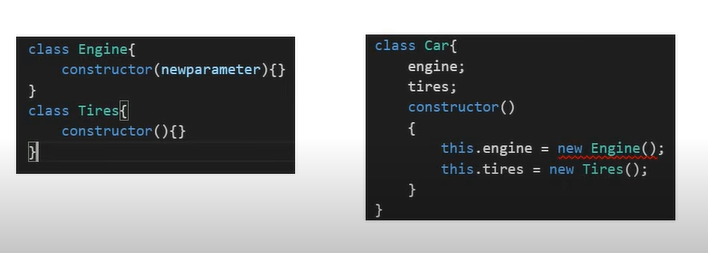 class Engine{
    constructor(newparameter){}
}
class Tires{
    constructor(){}
}
class Car{
    engine;
    tires;
    constructor()
    {
        this.engine = new Engine();
        this.tires = new Tires();
    }
}